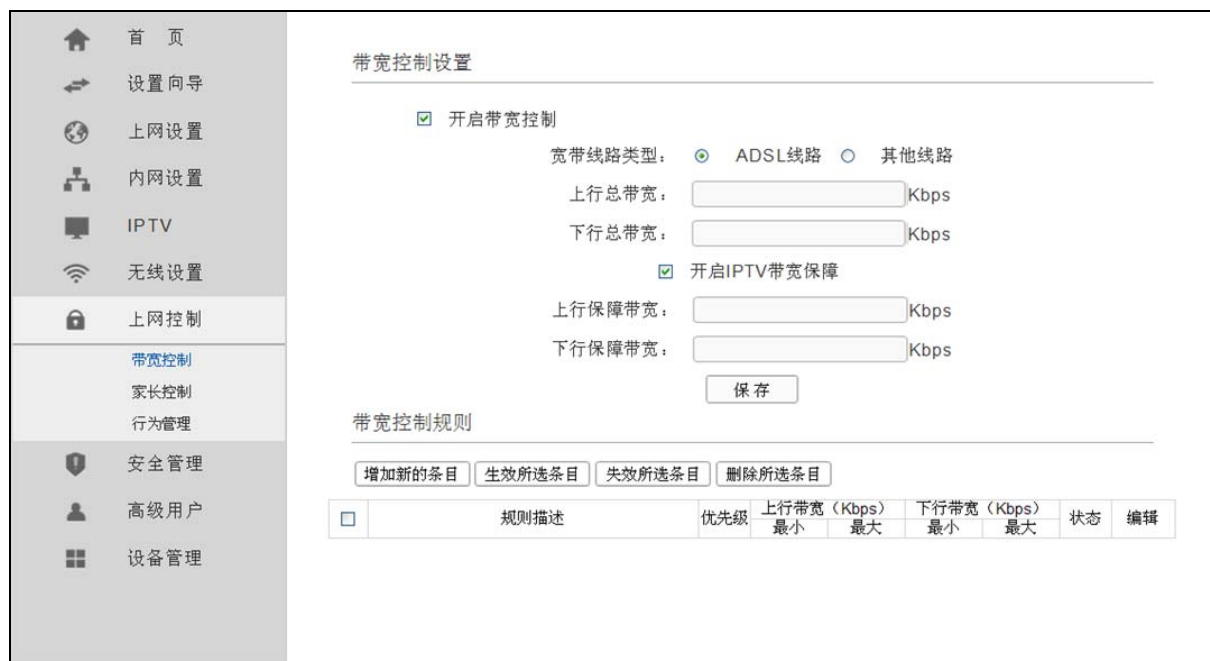 首 页
设置向导
上网设置
内网设置
IPTV
无线设置
上网控制
带宽控制
家长控制
行为管理
安全管理
高级用户
设备管理
带宽控制设置
开启带宽控制
宽带线路类型： ADSL线路 其他线路
上行总带宽： Kbps
下行总带宽： Kbps
开启IPTV带宽保障
上行保障带宽： Kbps
下行保障带宽： Kbps
保存
带宽控制规则
增加新的条目 生效所选条目 失效所选条目 删除所选条目
规则描述 优先级 上行带宽（Kbps） 下行带宽（Kbps） 状态 编辑
最小 最大 最小 最大